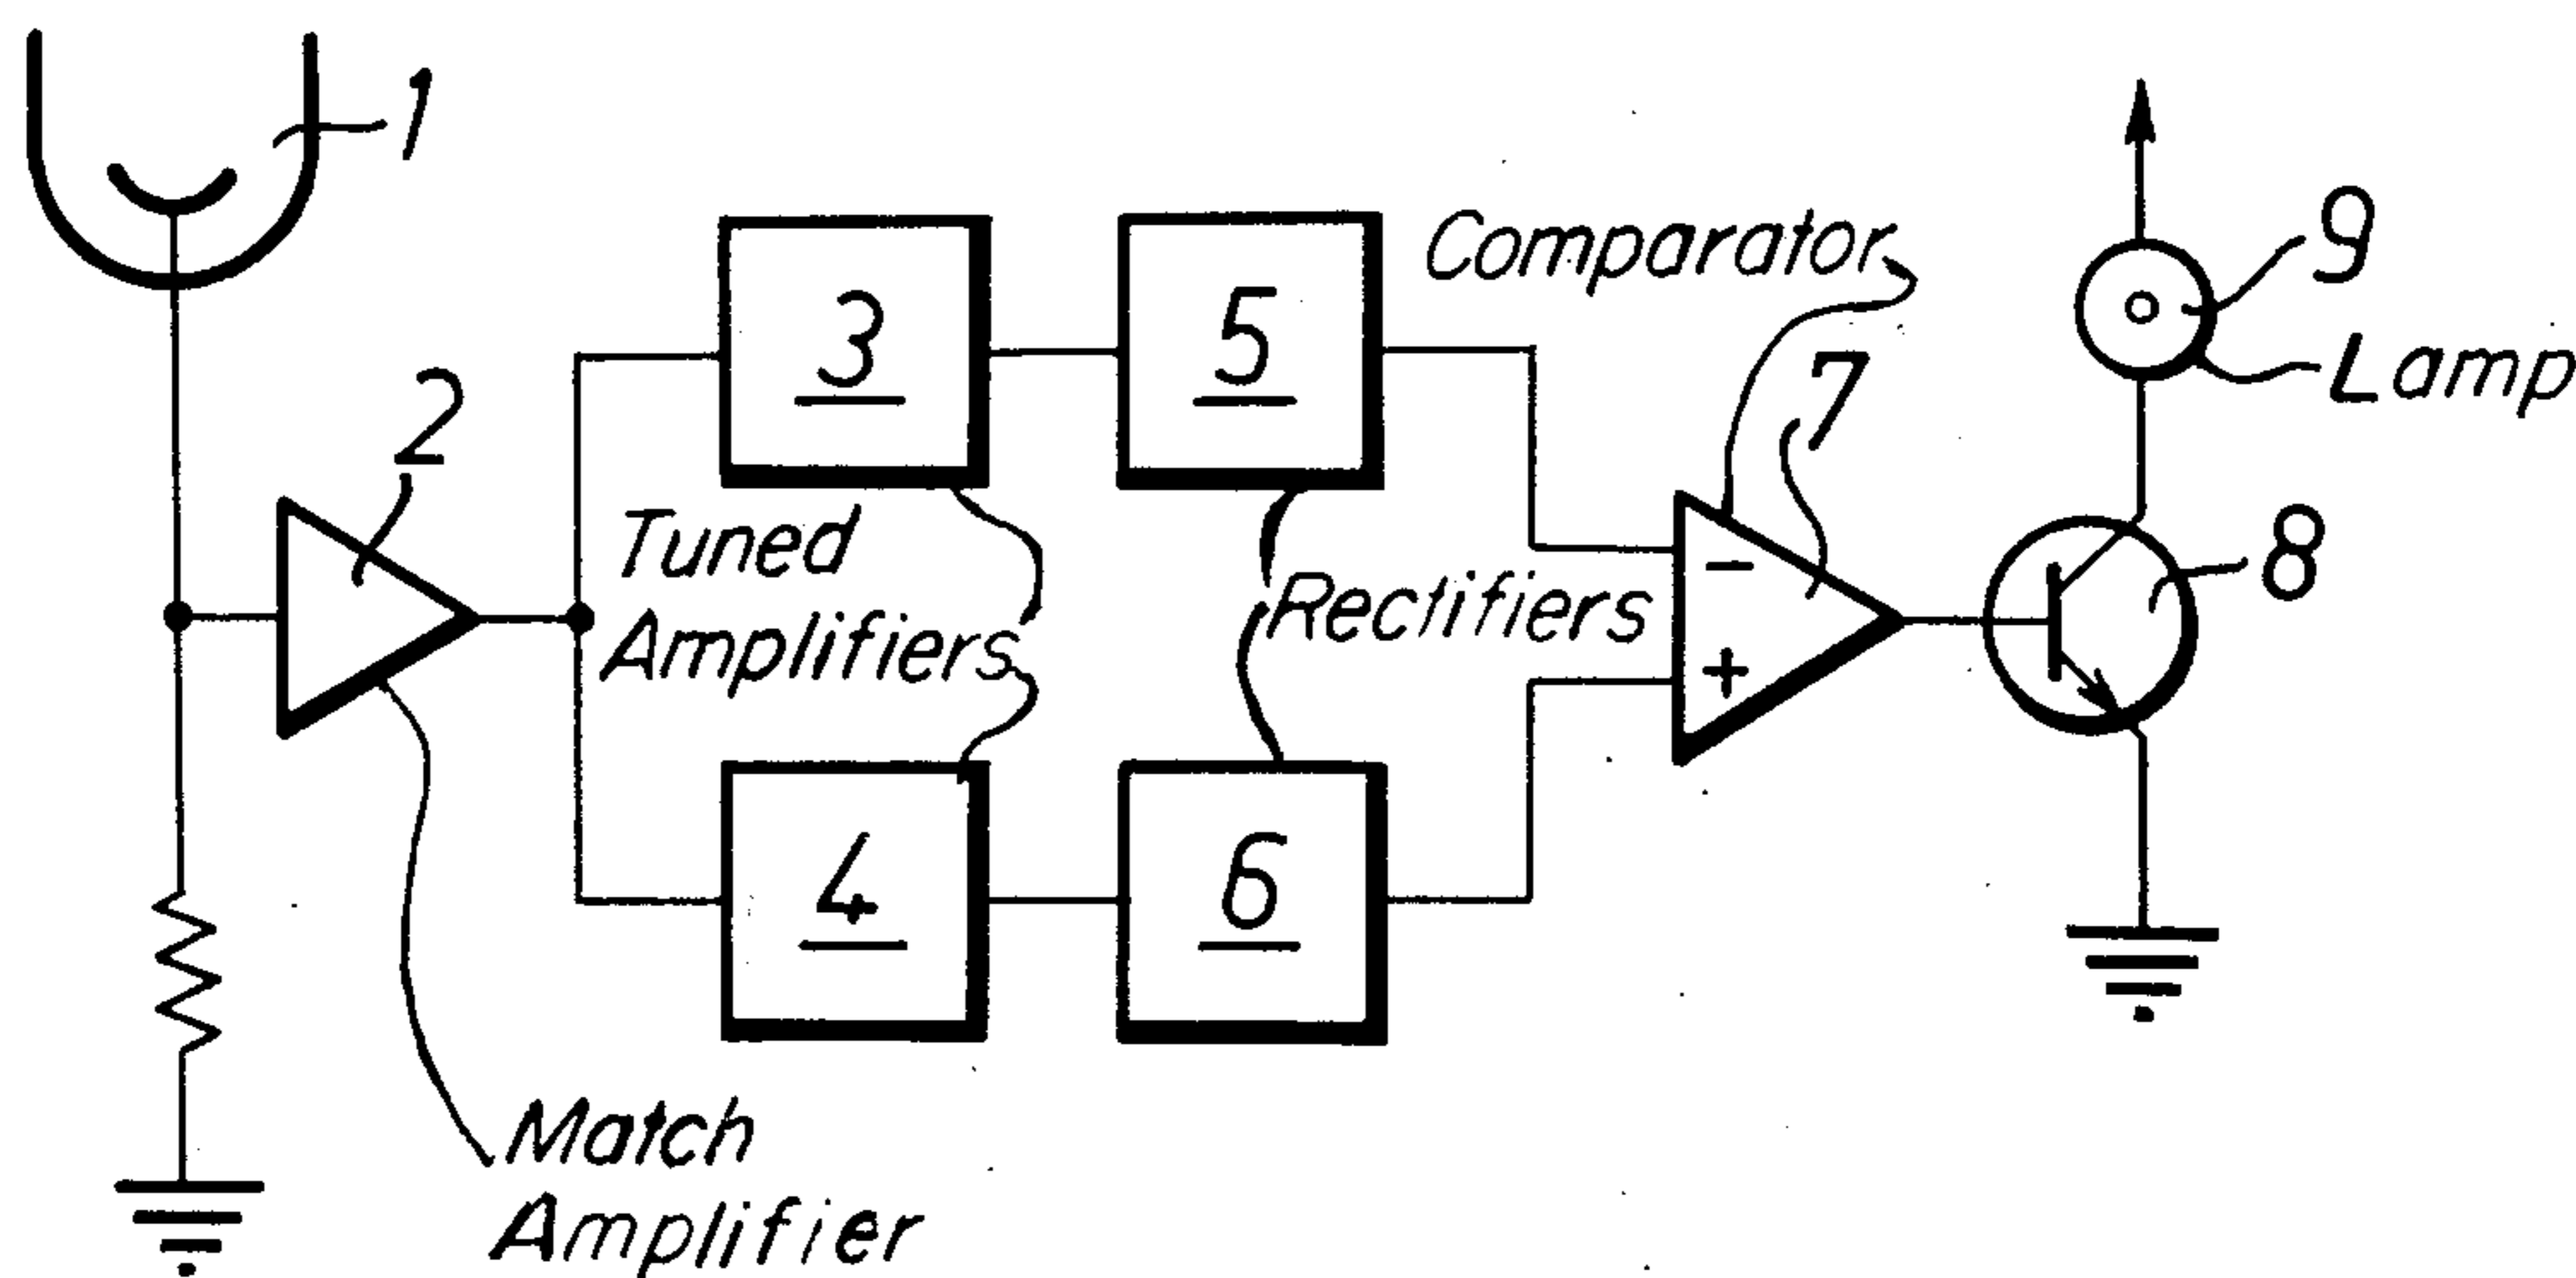 1
2
3
5
Comparator
7
9
Lamp
8
Tuned
Amplifiers
Rectifiers
-
+
4
6
Match
Amplifier